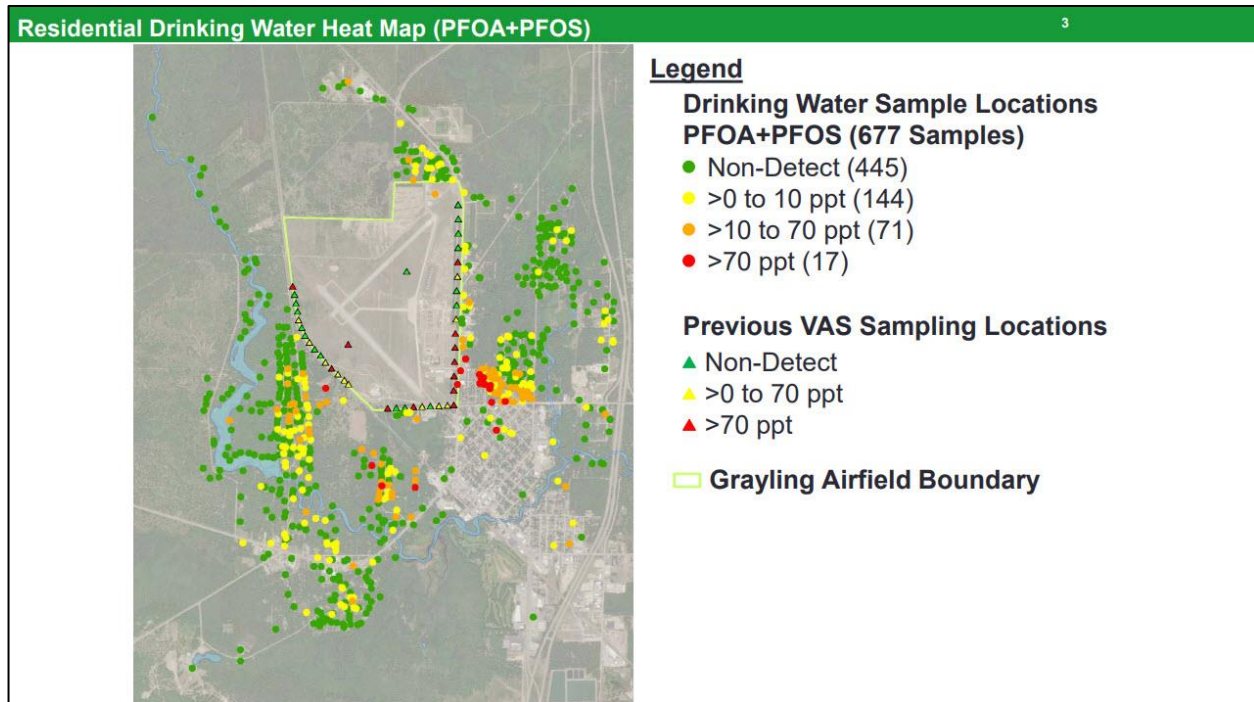 Residential Drinking Water Heat Map (PFOA+PFOS)
3
Legend
Drinking Water Sample Locations
PFOA+PFOS (677 Samples)
Non-Detect (445)
>0 to 10 ppt (144)
>10 to 70 ppt (71)
>70 ppt (17)
Previous VAS Sampling Locations
Non-Detect
>0 to 70 ppt
>70 ppt
Grayling Airfield Boundary